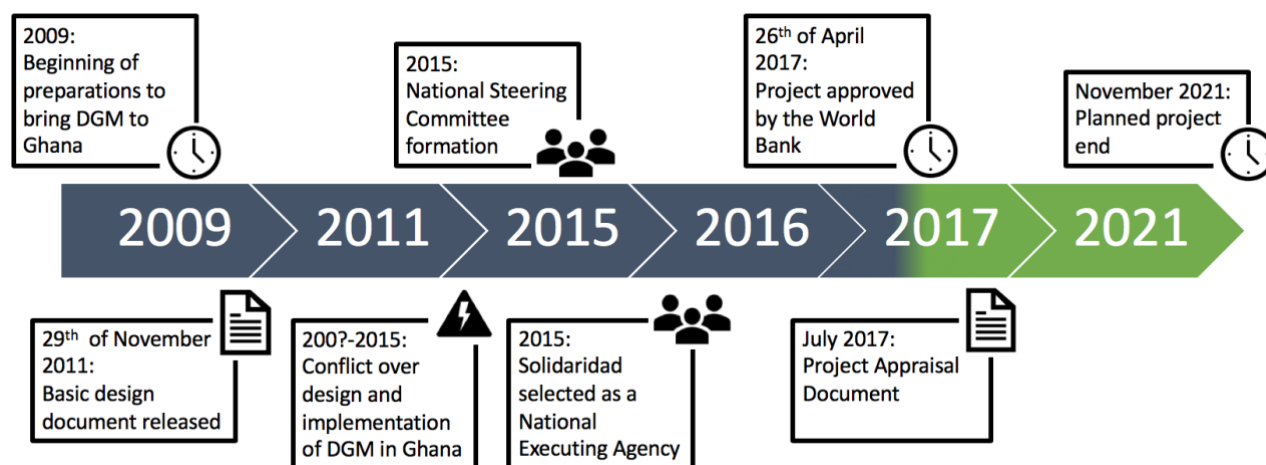 2009:
Beginning of
preparations to
bring DGM to
Ghana
2015:
National Steering
Committee
formation
26th of April
2017:
Project approved
by the World
Bank
November 2021:
Planned project
end
2009
2011
2015
2016
2017
2021
29th of November
2011:
Basic design
document released
200?-2015:
Conflict over
design and
implementation
of DGM in Ghana
2015:
Solidaridad
selected as a
National
Executing Agency
July 2017:
Project Appraisal
Document